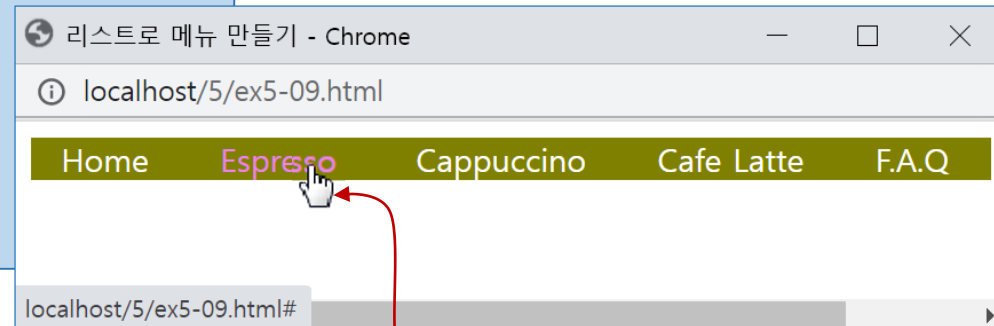 리스트로 메뉴 만들기 - Chrome
localhost/5/ex5-09.html
Home Espresso Cappuccino Cafe Latte F.A.Q
localhost/5/ex5-09.html#